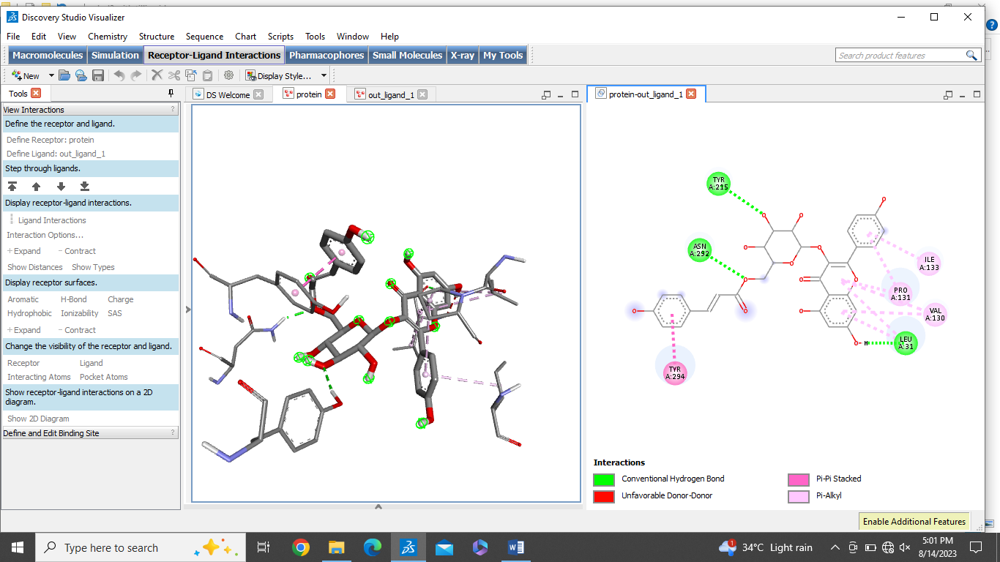 Discovery Studio Visualizer
File Edit View Chemistry Structure Sequence Chart Scripts Tools Window Help
Macromolecules Simulation Receptor-Ligand Interactions Pharmacophores Small Molecules X-ray My Tools
Search product features
New Display Style...
Tools
DS Welcome protein out_ligand_1
protein-out_ligand_1
View Interactions ?
Define the receptor and ligand.
Define Receptor: protein
Define Ligand: out_ligand_1
Step through ligands.
Display receptor-ligand interactions.
Ligand Interactions
Interaction Options...
+ Expand - Contract
Show Distances Show Types
Display receptor surfaces.
Aromatic H-Bond Charge
Hydrophobic Ionizability SAS
+ Expand - Contract
Change the visibility of the receptor and ligand.
Receptor Ligand
Interacting Atoms Pocket Atoms
Show receptor-ligand interactions on a 2D
diagram.
Show 2D Diagram
Define and Edit Binding Site ?
TYR
A:215
ASN
A:292
ILE
A:133
PRO
A:131
VAL
A:130
LEU
A:31
TYR
A:294
O
O
O
O
O
O
O
O
O
O
O
O
O
O H
Interactions
Conventional Hydrogen Bond
Unfavorable Donor-Donor
Pi-Pi Stacked
Pi-Alkyl
Enable Additional Features
Type here to search
1
34°C Light rain
5:01 PM
8/14/2023